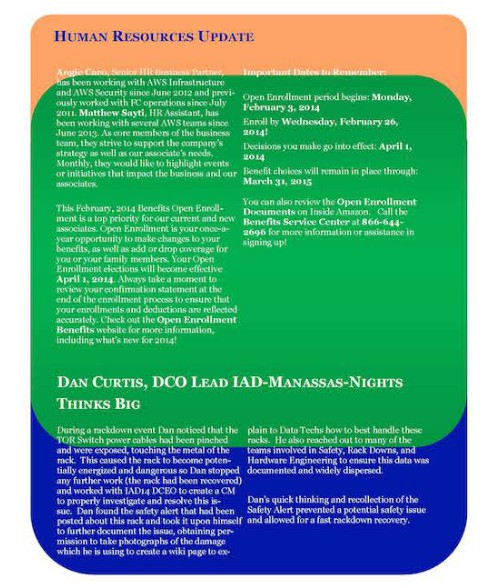 HUMAN RESOURCES UPDATE
Angie Caro, Senior HR Business Partner,
has been working with AWS Infrastructure
and AWS Security since June 2012 and previ-
ously worked with FC operations since July
2011. Matthew Sayti, HR Assistant, has
been working with several AWS teams since
June 2013. As core members of the business
team, they strive to support the company's
strategy as well as our associate's needs.
Monthly, they would like to highlight events
or initiatives that impact the business and our
associates.
This February, 2014 Benefits Open Enroll-
ment is a top priority for our current and new
associates. Open Enrollment is your once-a-
year opportunity to make changes to your
benefits, as well as add or drop coverage for
you or your family members. Your Open
Enrollment elections will become effective
April 1, 2014. Always take a moment to
review your confirmation statement at the
end of the enrollment process to ensure that
your enrollments and deductions are reflected
accurately. Check out the Open Enrollment
Benefits website for more information,
including what's new for 2014!
Important Dates to Remember:
Open Enrollment period begins: Monday,
February 3, 2014
Enroll by Wednesday, February 26,
2014!
Decisions you make go into effect: April 1,
2014
Benefit choices will remain in place through:
March 31, 2015
You can also review the Open Enrollment
Documents on Inside Amazon. Call the
Benefits Service Center at 866-644-
2696 for more information or assistance in
signing up!
DAN CURTIS, DCO LEAD IAD-MANASSAS-NIGHTS
THINKS BIG
During a rackdown event Dan noticed that the
TOR Switch power cables had been pinched
and were exposed, touching the metal of the
rack. This caused the rack to become poten-
tially energized and dangerous so Dan stopped
any further work (the rack had been recovered)
and worked with IAD14 DCEO to create a CM
to properly investigate and resolve this is-
sue. Dan found the safety alert that had been
posted about this rack and took it upon himself
to further document the issue, obtaining per-
mission to take photographs of the damage
which he is using to create a wiki page to ex-
plain to Data Techs how to best handle these
racks. He also reached out to many of the
teams involved in Safety, Rack Downs, and
Hardware Engineering to ensure this data was
documented and widely dispersed.
Dan's quick thinking and recollection of the
Safety Alert prevented a potential safety issue
and allowed for a fast rackdown recovery.